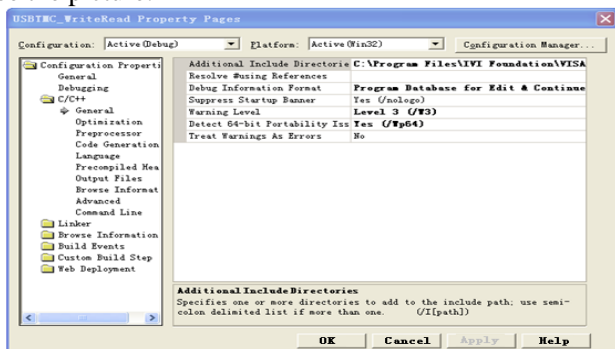 USBTMC_WriteRead Property Pages
Configuration: Active(Debug) Platform: Active(Win32) Configuration Manager...
Configuration Properti
General
Debugging
C/C++
General
Optimization
Preprocessor
Code Generation
Language
Precompiled Hea
Output Files
Browse Informat
Advanced
Command Line
Linker
Browse Information
Build Events
Custom Build Step
Web Deployment
Additional Include Directorie C:\Program Files\IVI Foundation\VISA
Resolve #using References
Debug Information Format Program Database for Edit & Continue
Suppress Startup Banner Yes (/nologo)
Warning Level Level 3 (/W3)
Detect 64-bit Portability Iss Yes (/Wp64)
Treat Warnings As Errors No
Additional Include Directories
Specifies one or more directories to add to the include path; use semi-
colon delimited list if more than one. (/I[path])
OK Cancel Apply Help